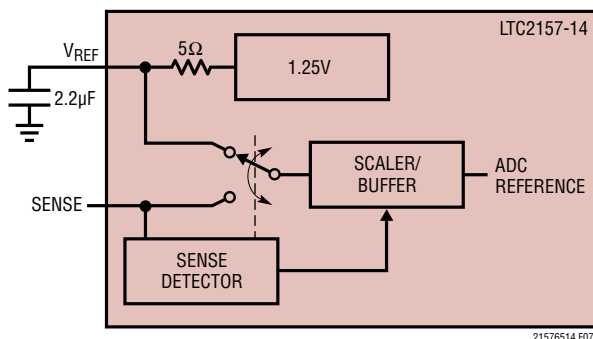 LTC2157-14
VREF
5Ω
1.25V
2.2µF
SCALER/
BUFFER
ADC
REFERENCE
SENSE
SENSE
DETECTOR
21576514 F07